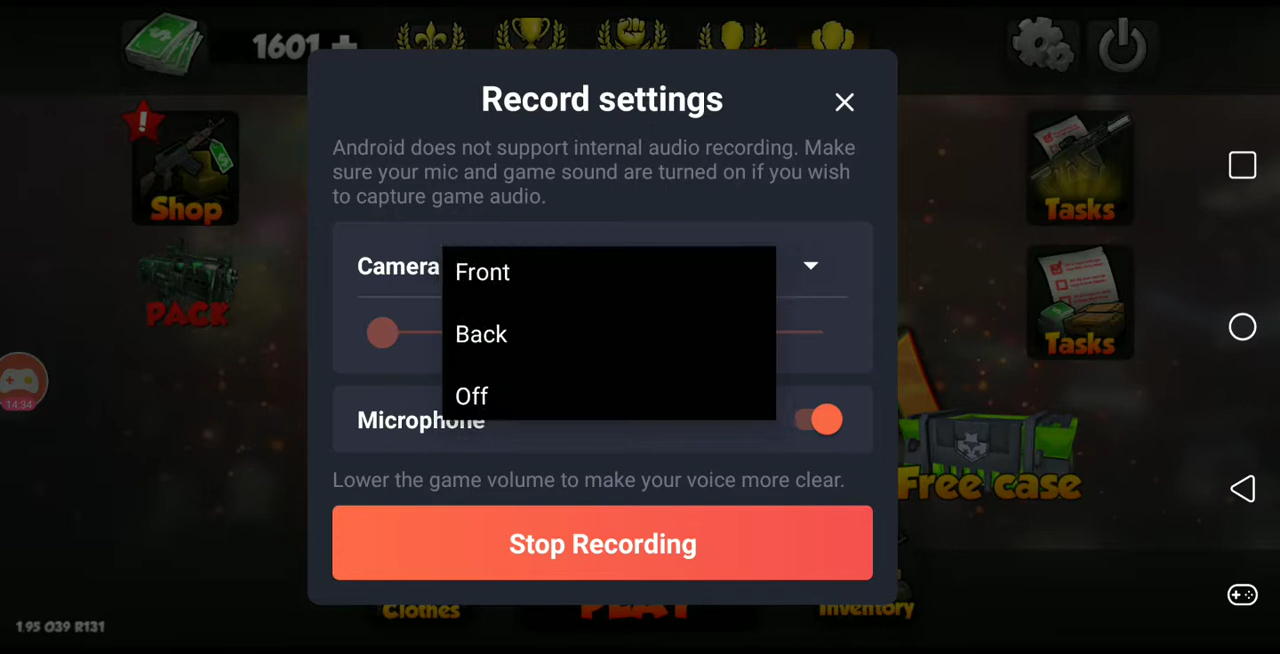 1601 +
Record settings
Android does not support internal audio recording. Make
sure your mic and game sound are turned on if you wish
to capture game audio.
!
Shop
Tasks
Camera
Front
PACK
Back
Tasks
14:34
Off
Microphone
Lower the game volume to make your voice more clear.
Free case
Stop Recording
Clothes
PLAY
Inventory
1.95 O39 R131